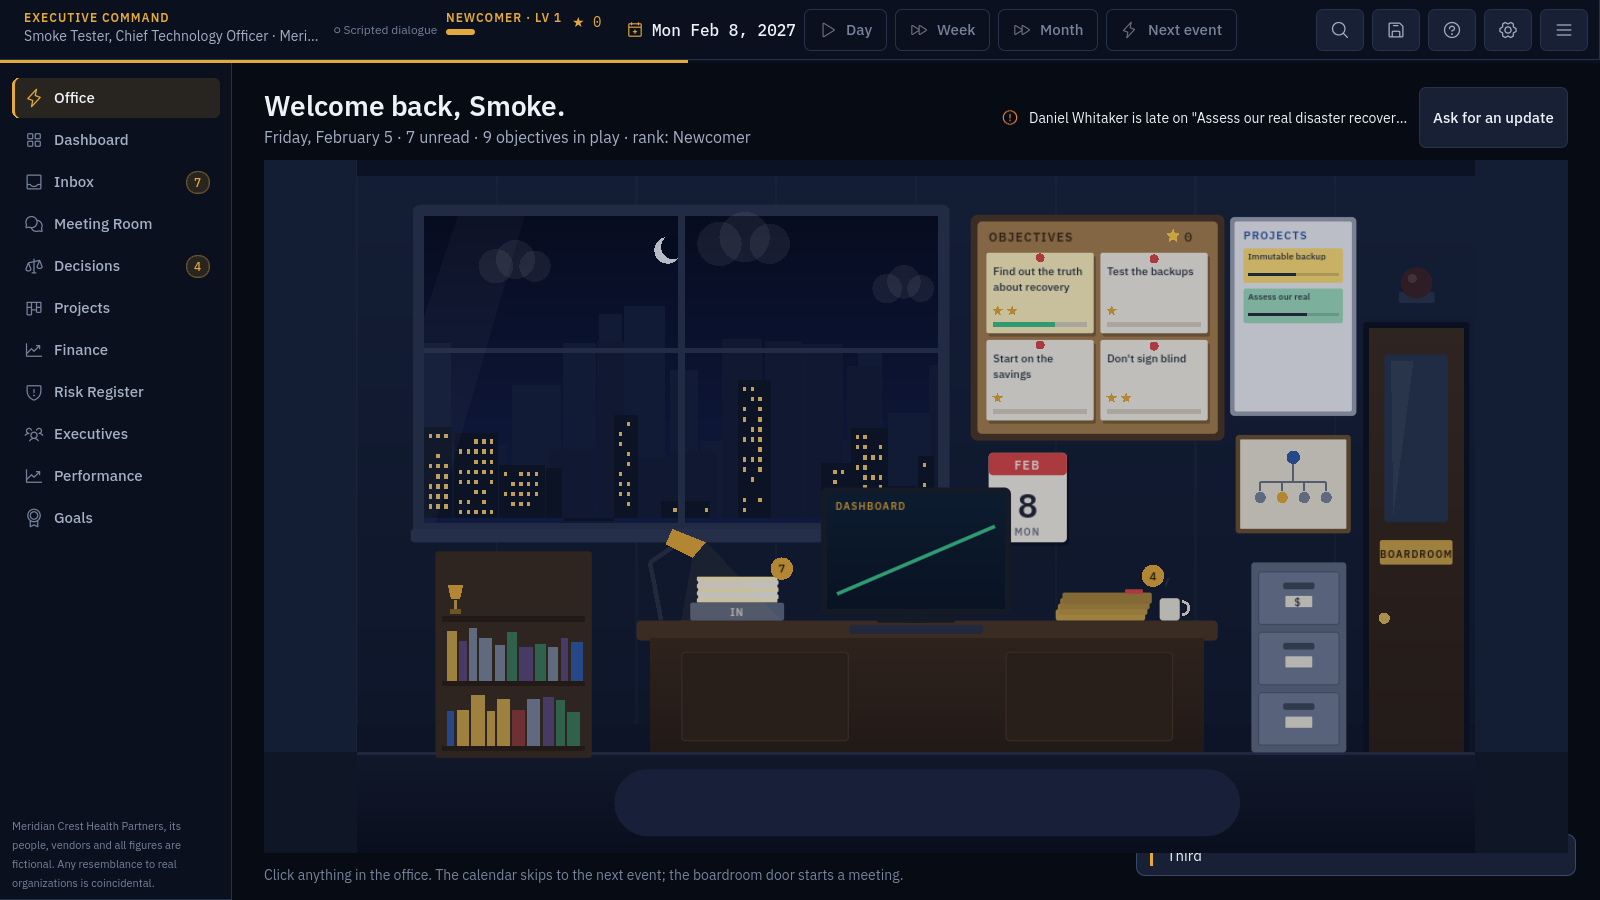 EXECUTIVE COMMAND
Smoke Tester, Chief Technology Officer · Meri...
Scripted dialogue
NEWCOMER · LV 1
★ 0
Mon Feb 8, 2027
Day
Week
Month
Next event
Office
Dashboard
Inbox
7
Meeting Room
Decisions
4
Projects
Finance
Risk Register
Executives
Performance
Goals
Meridian Crest Health Partners, its
people, vendors and all figures are
fictional. Any resemblance to real
organizations is coincidental.
Welcome back, Smoke.
Friday, February 5 · 7 unread · 9 objectives in play · rank: Newcomer
Daniel Whitaker is late on "Assess our real disaster recover...
Ask for an update
OBJECTIVES
★ 0
Find out the truth
about recovery
Test the backups
Start on the
savings
Don't sign blind
PROJECTS
Immutable backup
Assess our real
FEB
8
MON
DASHBOARD
7
IN
4
$
BOARDROOM
Third
Click anything in the office. The calendar skips to the next event; the boardroom door starts a meeting.